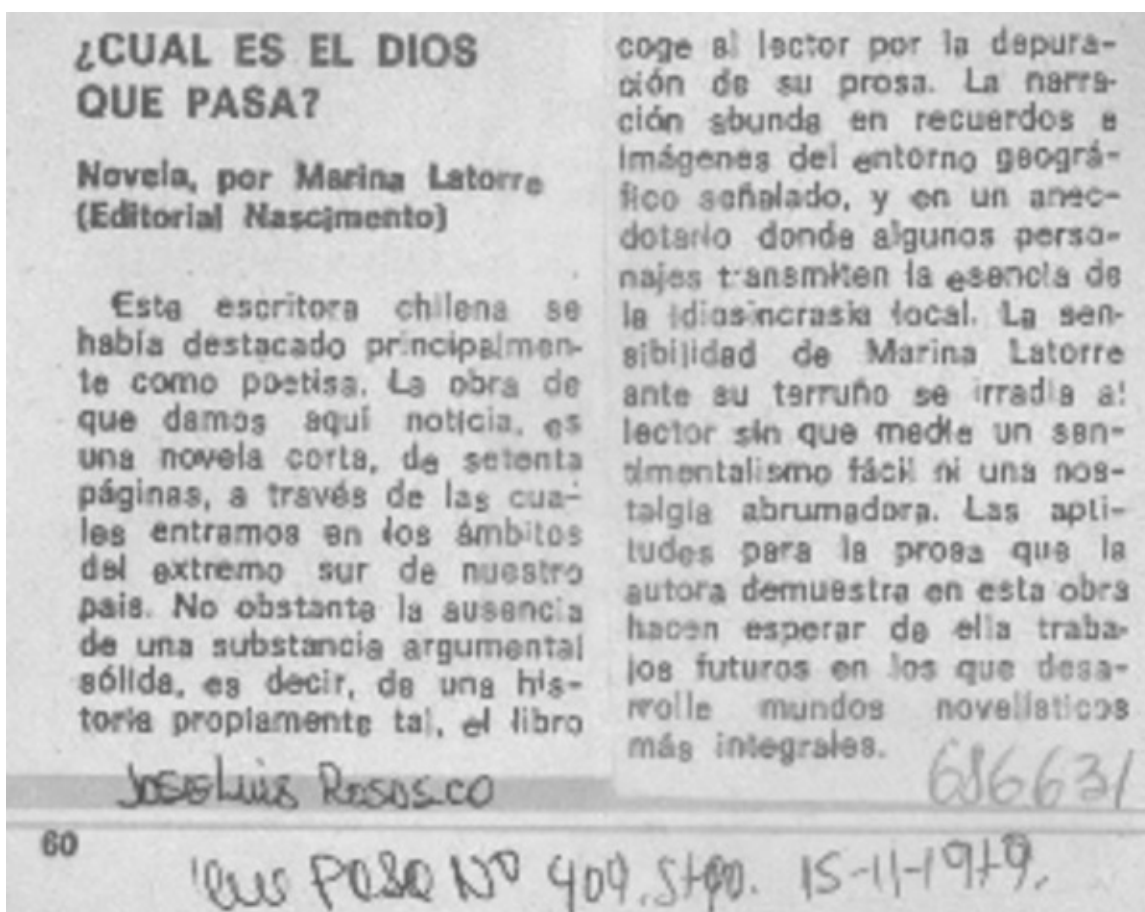 ¿CUAL ES EL DIOS
QUE PASA?
Novela, por Marina Latorre
(Editorial Nascimento)
Esta escritora chilena se
había destacado principalmen-
te como poetisa. La obra de
que damos aquí noticia, es
una novela corta, de setenta
páginas, a través de las cua-
les entramos en los ámbitos
del extremo sur de nuestro
país. No obstante la ausencia
de una substancia argumental
sólida, es decir, de una his-
toria propiamente tal, el libro
coge al lector por la depura-
ción de su prosa. La narra-
ción abunda en recuerdos e
imágenes del entorno geográ-
fico señalado, y en un anec-
dotario donde algunos perso-
najes transmiten la esencia de
la idiosincrasia local. La sen-
sibilidad de Marina Latorre
ante su terruño se irradia al
lector sin que medie un sen-
timentalismo fácil ni una nos-
talgia abrumadora. Las apti-
tudes para la prosa que la
autora demuestra en esta obra
hacen esperar de ella traba-
jos futuros en los que desa-
rrolle mundos novelísticos
más integrales.
686631
José Luis Rosasco
60
Que Pasa Nº 409. Stgo. 15-11-1979.